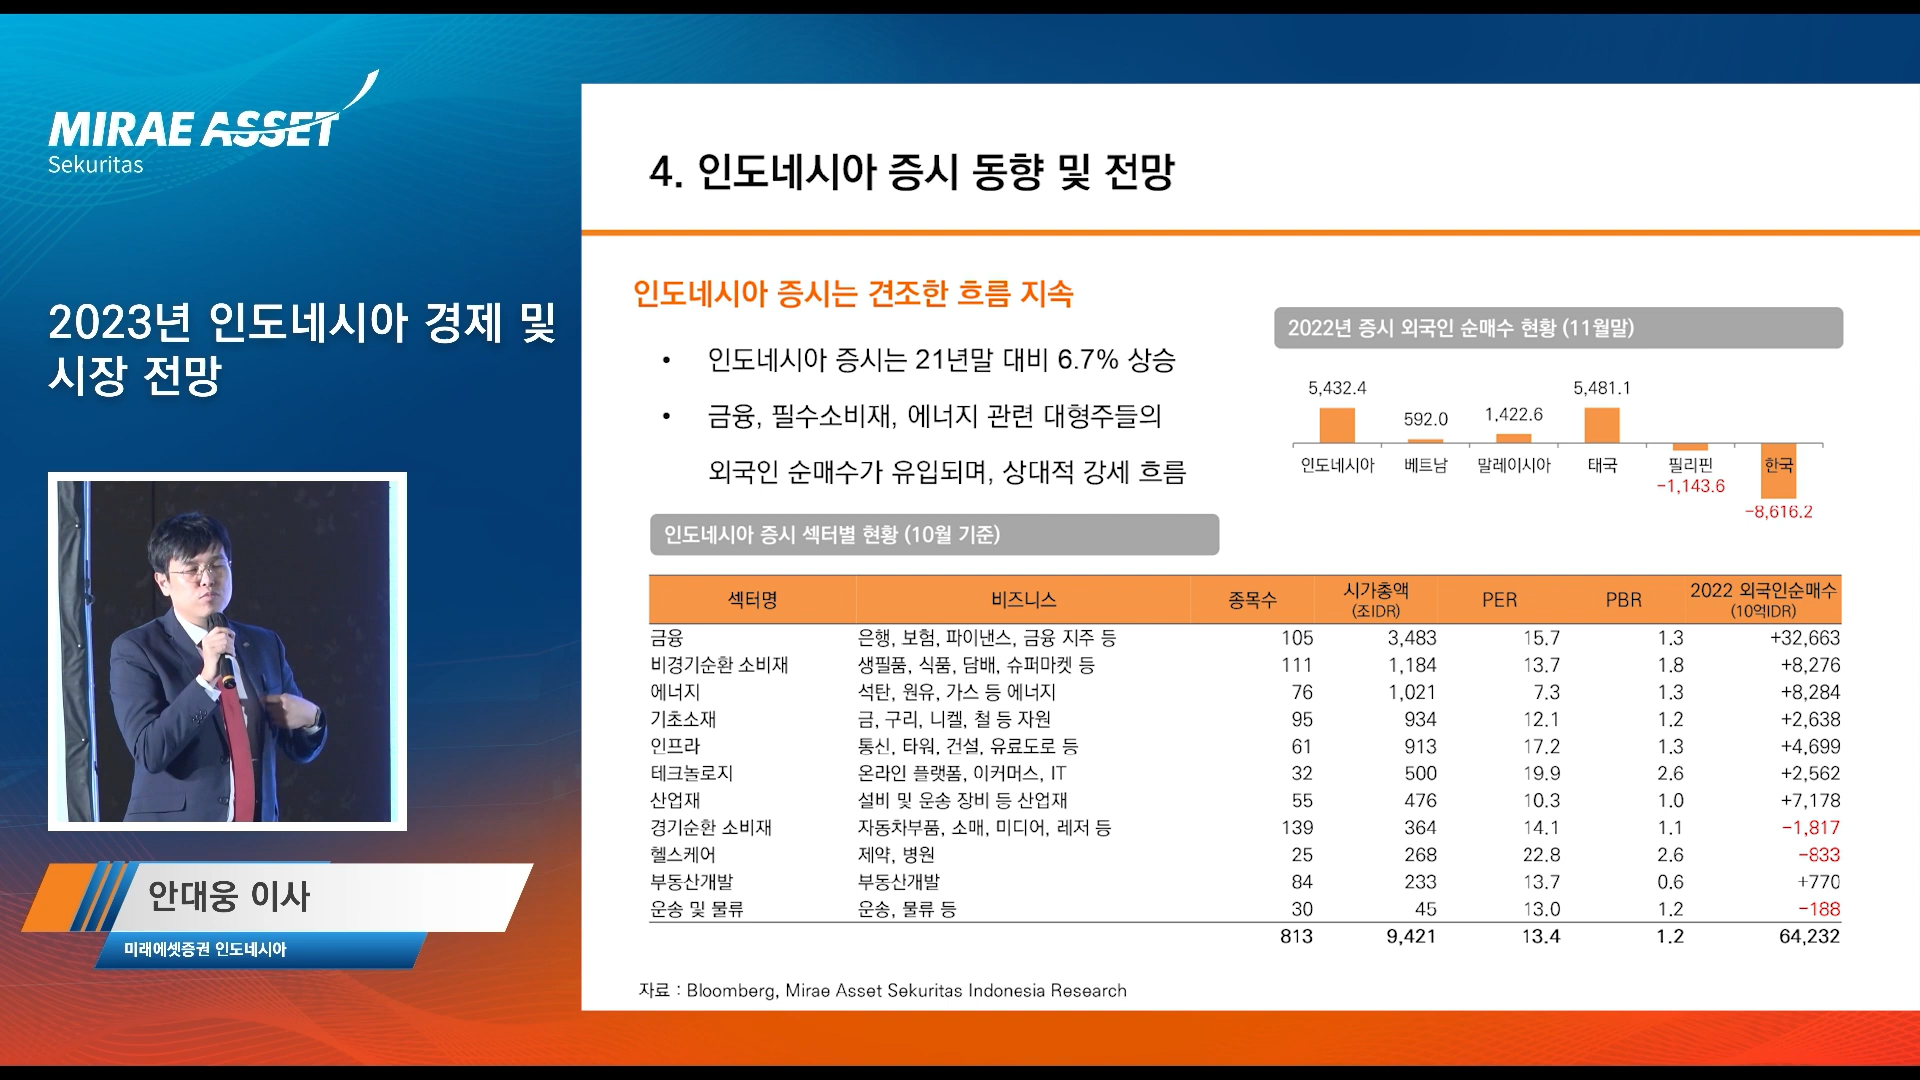 MIRAE ASSET
Sekuritas
2023년 인도네시아 경제 및
시장 전망
안대웅 이사
미래에셋증권 인도네시아
4. 인도네시아 증시 동향 및 전망
인도네시아 증시는 견조한 흐름 지속
• 인도네시아 증시는 21년말 대비 6.7% 상승
• 금융, 필수소비재, 에너지 관련 대형주들의
외국인 순매수가 유입되며, 상대적 강세 흐름
2022년 증시 외국인 순매수 현황 (11월말)
5,432.4 592.0 1,422.6 5,481.1
인도네시아 베트남 말레이시아 태국 필리핀 한국
-1,143.6
-8,616.2
인도네시아 증시 섹터별 현황 (10월 기준)
섹터명 비즈니스 종목수 시가총액 (조IDR) PER PBR 2022 외국인순매수 (10억IDR)
금융 은행, 보험, 파이낸스, 금융 지주 등 105 3,483 15.7 1.3 +32,663
비경기순환 소비재 생필품, 식품, 담배, 슈퍼마켓 등 111 1,184 13.7 1.8 +8,276
에너지 석탄, 원유, 가스 등 에너지 76 1,021 7.3 1.3 +8,284
기초소재 금, 구리, 니켈, 철 등 자원 95 934 12.1 1.2 +2,638
인프라 통신, 타워, 건설, 유료도로 등 61 913 17.2 1.3 +4,699
테크놀로지 온라인 플랫폼, 이커머스, IT 32 500 19.9 2.6 +2,562
산업재 설비 및 운송 장비 등 산업재 55 476 10.3 1.0 +7,178
경기순환 소비재 자동차부품, 소매, 미디어, 레저 등 139 364 14.1 1.1 -1,817
헬스케어 제약, 병원 25 268 22.8 2.6 -833
부동산개발 부동산개발 84 233 13.7 0.6 +770
운송 및 물류 운송, 물류 등 30 45 13.0 1.2 -188
813 9,421 13.4 1.2 64,232
자료 : Bloomberg, Mirae Asset Sekuritas Indonesia Research